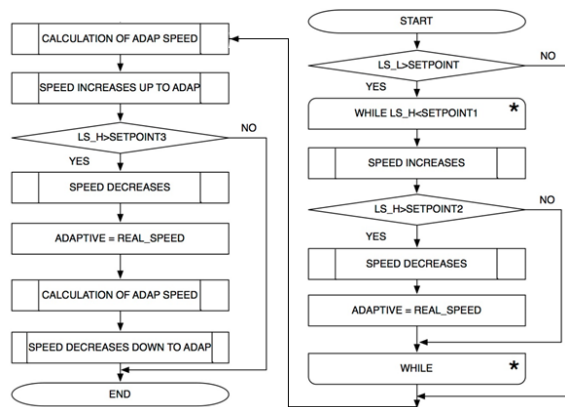 START
LS_L>SETPOINT
NO
YES
WHILE LS_H<SETPOINT1
*
SPEED INCREASES
LS_H>SETPOINT2
NO
YES
SPEED DECREASES
ADAPTIVE = REAL_SPEED
WHILE
*
CALCULATION OF ADAP SPEED
SPEED INCREASES UP TO ADAP
LS_H>SETPOINT3
NO
YES
SPEED DECREASES
ADAPTIVE = REAL_SPEED
CALCULATION OF ADAP SPEED
SPEED DECREASES DOWN TO ADAP
END